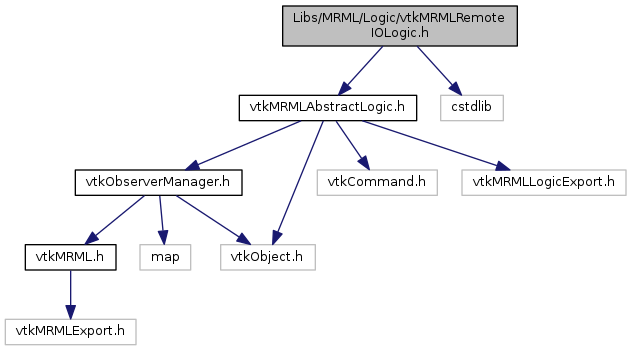 Libs/MRML/Logic/vtkMRMLRemote
IOLogic.h
vtkMRMLAbstractLogic.h
cstdlib
vtkObserverManager.h
vtkCommand.h
vtkMRMLLogicExport.h
vtkMRML.h
map
vtkObject.h
vtkMRMLExport.h